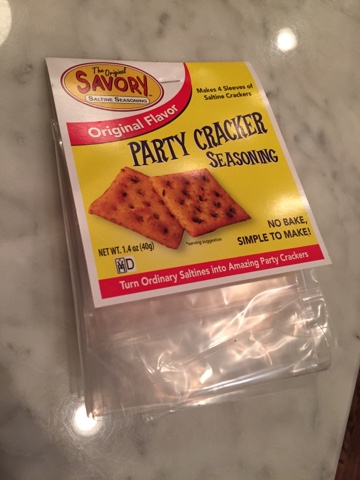 The Original
SAVORY™
SALTINE SEASONING
Makes 4 Sleeves of
Saltine Crackers
Original Flavor
PARTY CRACKER
SEASONING
NET WT. 1.4 oz (40g)
*serving suggestion
NO BAKE,
SIMPLE TO MAKE!
D
Turn Ordinary Saltines into Amazing Party Crackers